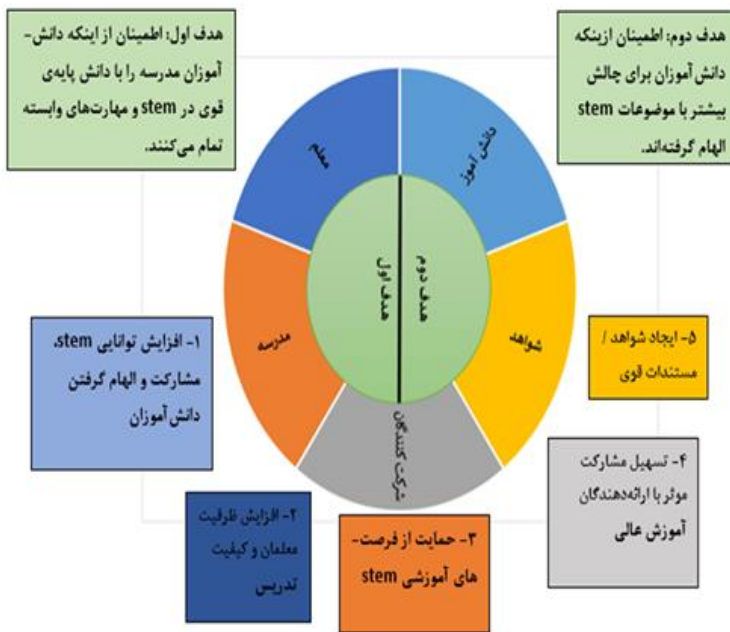 هدف دوم: اطمینان ازینکه
دانش آموزان برای چالش
بیشتر با موضوعات stem
الهام گرفته‌اند.
هدف اول: اطمینان از اینکه دانش-
آموزان مدرسه را با دانش پایه‌ی
قوی در stem و مهارت‌های وابسته
تمام می‌کنند.
دانش آموز
معلم
هدف دوم
هدف اول
شواهد
مدرسه
شرکت کنندگان
۵- ایجاد شواهد /
مستندات قوی
۱- افزایش توانایی stem،
مشارکت و الهام گرفتن
دانش آموزان
۴- تسهیل مشارکت
موثر با ارائه‌دهندگان
آموزش عالی
۳- حمایت از فرصت-
های آموزشی stem
۲- افزایش ظرفیت
معلمان و کیفیت
تدریس